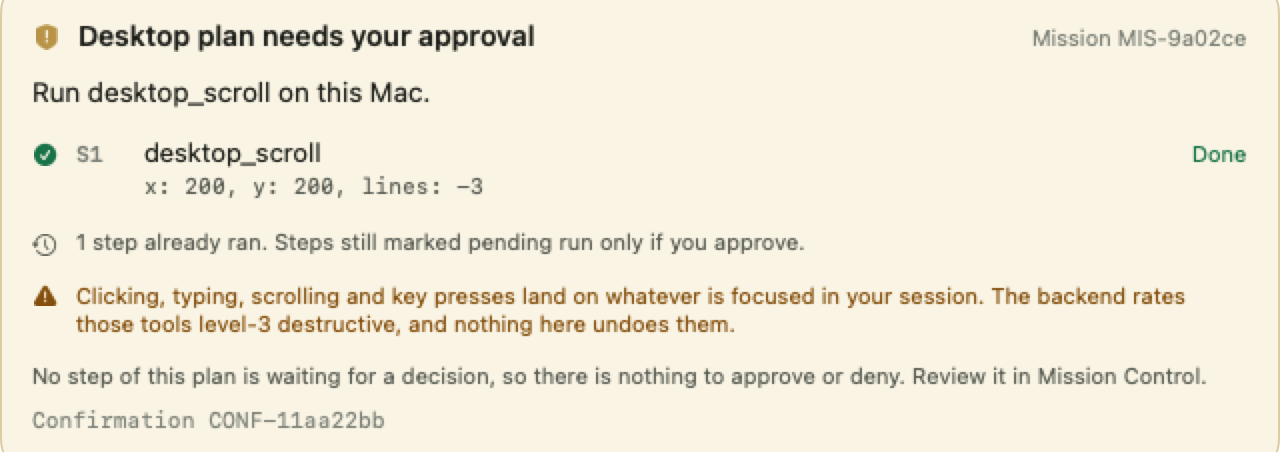 Desktop plan needs your approval
Mission MIS-9a02ce
Run desktop_scroll on this Mac.
S1 desktop_scroll Done
x: 200, y: 200, lines: -3
1 step already ran. Steps still marked pending run only if you approve.
Clicking, typing, scrolling and key presses land on whatever is focused in your session. The backend rates
those tools level-3 destructive, and nothing here undoes them.
No step of this plan is waiting for a decision, so there is nothing to approve or deny. Review it in Mission Control.
Confirmation CONF-11aa22bb